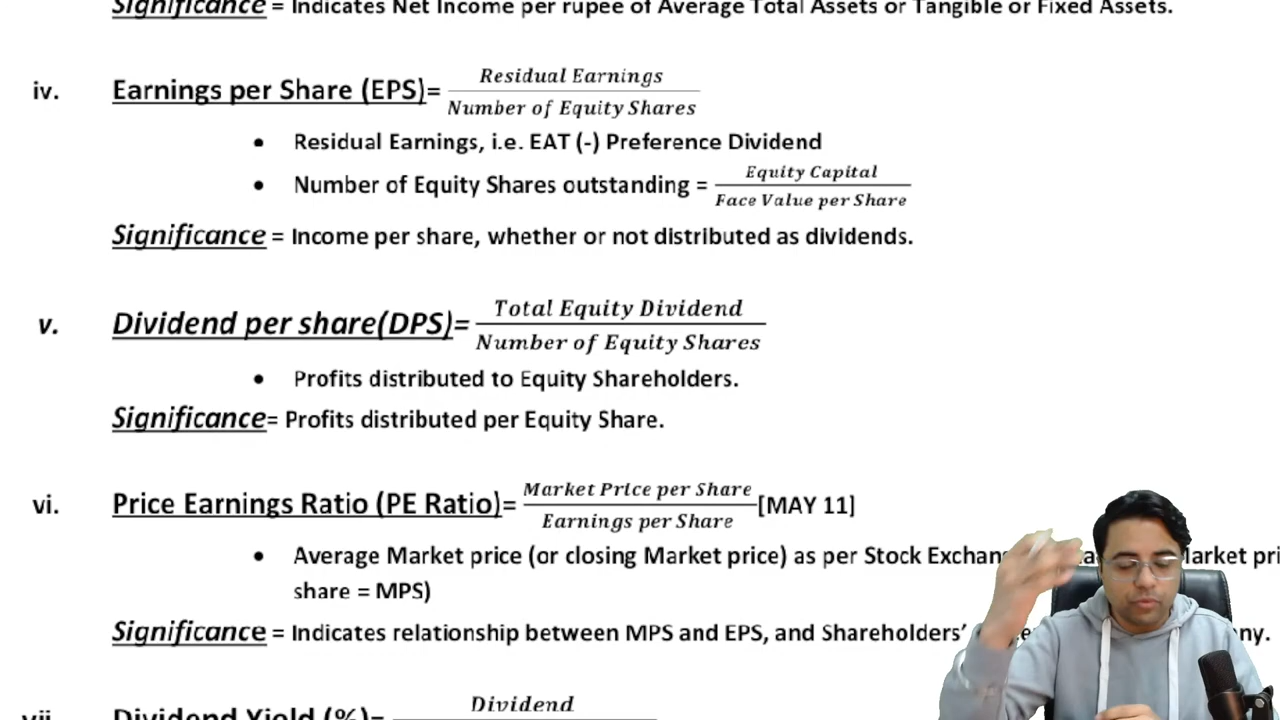 Significance = Indicates Net Income per rupee of Average Total Assets or Tangible or Fixed Assets.
iv. Earnings per Share (EPS)= Residual Earnings / Number of Equity Shares
• Residual Earnings, i.e. EAT (-) Preference Dividend
• Number of Equity Shares outstanding = Equity Capital / Face Value per Share
Significance = Income per share, whether or not distributed as dividends.
v. Dividend per share(DPS)= Total Equity Dividend / Number of Equity Shares
• Profits distributed to Equity Shareholders.
Significance= Profits distributed per Equity Share.
vi. Price Earnings Ratio (PE Ratio)= Market Price per Share / Earnings per Share [MAY 11]
• Average Market price (or closing Market price) as per Stock
share = MPS)
Significance = Indicates relationship between MPS and EPS, and Shareholders'
vii. Dividend Yield (%)= Dividend